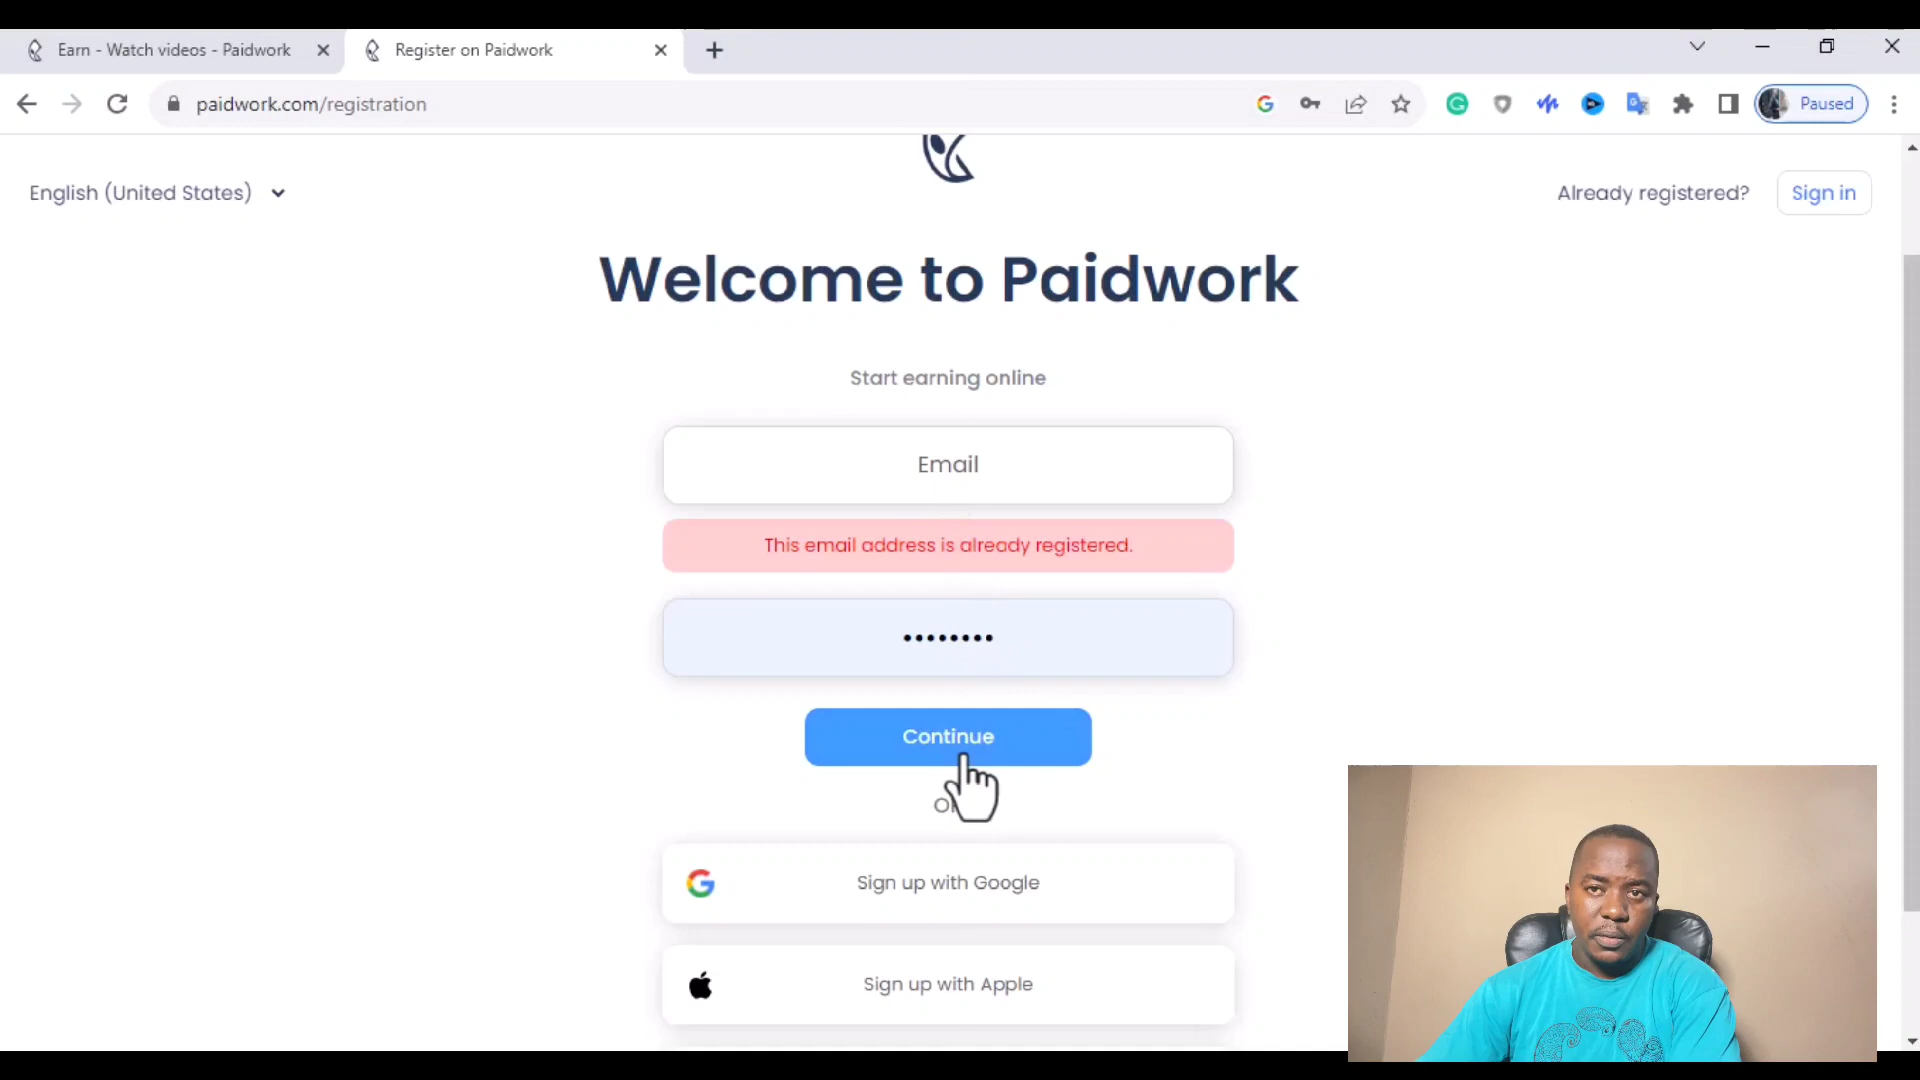 Earn - Watch videos - Paidwork
Register on Paidwork
paidwork.com/registration
Paused
English (United States)
Already registered?
Sign in
Welcome to Paidwork
Start earning online
Email
This email address is already registered.
Continue
Sign up with Google
Sign up with Apple